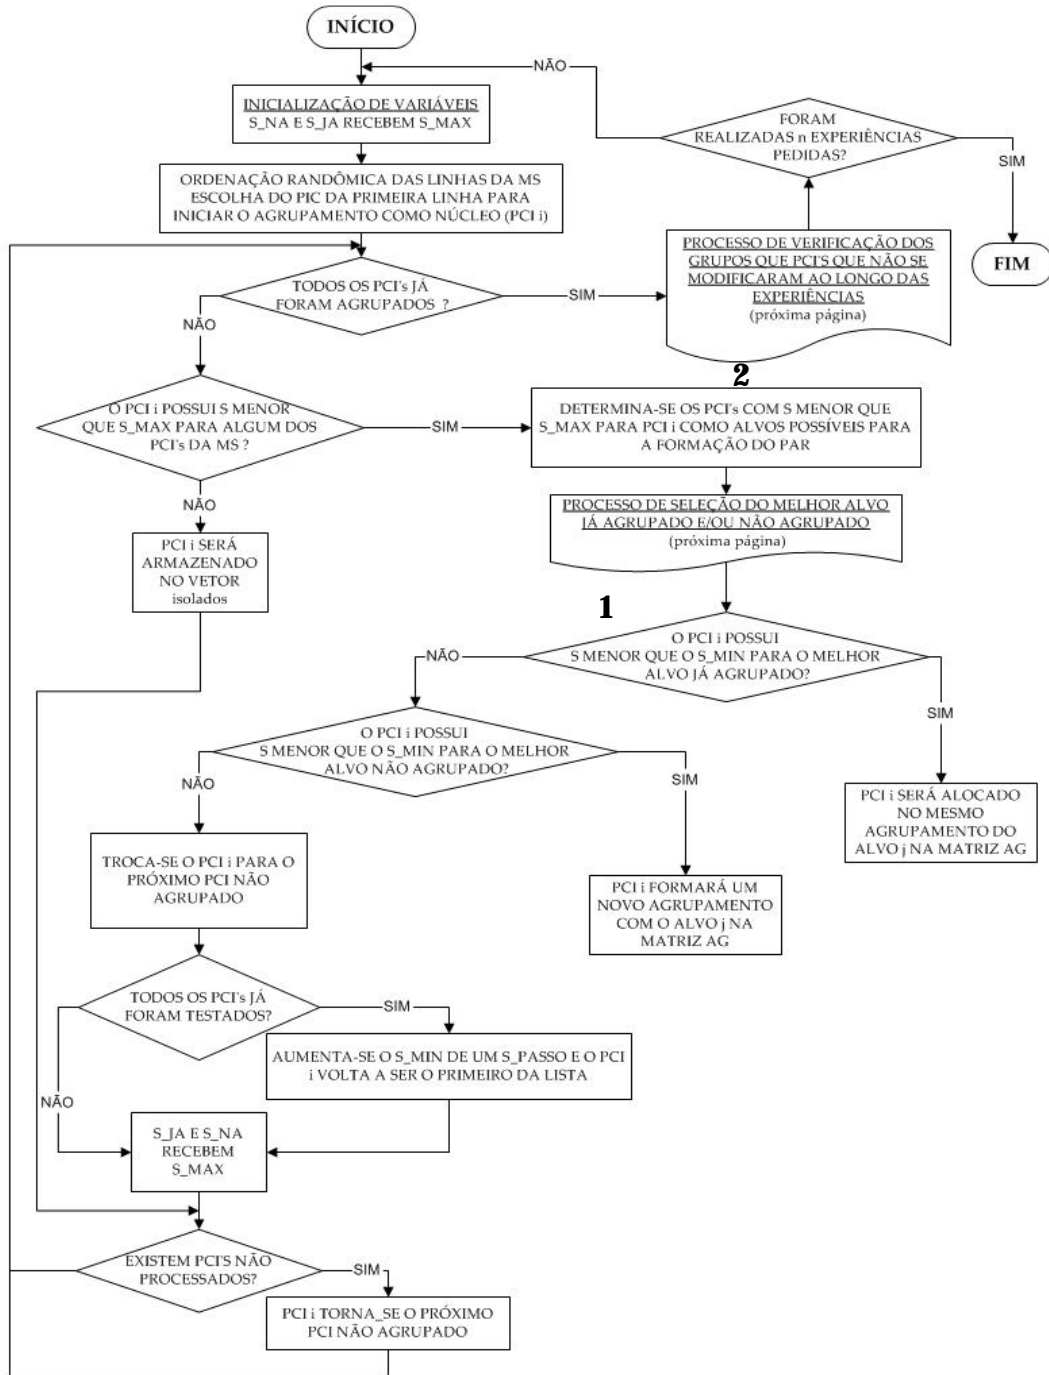 INÍCIO
NÃO
INICIALIZAÇÃO DE VARIÁVEIS
S_NA E S_JA RECEBEM S_MAX
FORAM
REALIZADAS n EXPERIÊNCIAS
PEDIDAS?
SIM
ORDENAÇÃO RANDÔMICA DAS LINHAS DA MS
ESCOLHA DO PIC DA PRIMEIRA LINHA PARA
INICIAR O AGRUPAMENTO COMO NÚCLEO (PCI i)
PROCESSO DE VERIFICAÇÃO DOS
GRUPOS QUE PCI'S QUE NÃO SE
MODIFICARAM AO LONGO DAS
EXPERIÊNCIAS
(próxima página)
FIM
TODOS OS PCI's JÁ
FORAM AGRUPADOS ?
SIM
NÃO
2
O PCI i POSSUI S MENOR
QUE S_MAX PARA ALGUM DOS
PCI's DA MS ?
SIM
DETERMINA-SE OS PCI's COM S MENOR QUE
S_MAX PARA PCI i COMO ALVOS POSSÍVEIS PARA
A FORMAÇÃO DO PAR
NÃO
PROCESSO DE SELEÇÃO DO MELHOR ALVO
JÁ AGRUPADO E/OU NÃO AGRUPADO
(próxima página)
PCI i SERÁ
ARMAZENADO
NO VETOR
isolados
1
O PCI i POSSUI
S MENOR QUE O S_MIN PARA O MELHOR
ALVO JÁ AGRUPADO?
NÃO
SIM
O PCI i POSSUI
S MENOR QUE O S_MIN PARA O MELHOR
ALVO NÃO AGRUPADO?
NÃO
SIM
PCI i SERÁ ALOCADO
NO MESMO
AGRUPAMENTO DO
ALVO j NA MATRIZ AG
TROCA-SE O PCI i PARA O
PRÓXIMO PCI NÃO
AGRUPADO
PCI i FORMARÁ UM
NOVO AGRUPAMENTO
COM O ALVO j NA
MATRIZ AG
TODOS OS PCI's JÁ
FORAM TESTADOS?
SIM
AUMENTA-SE O S_MIN DE UM S_PASSO E O PCI
i VOLTA A SER O PRIMEIRO DA LISTA
NÃO
S_JA E S_NA
RECEBEM
S_MAX
EXISTEM PCI'S NÃO
PROCESSADOS?
SIM
PCI i TORNA_SE O PRÓXIMO
PCI NÃO AGRUPADO